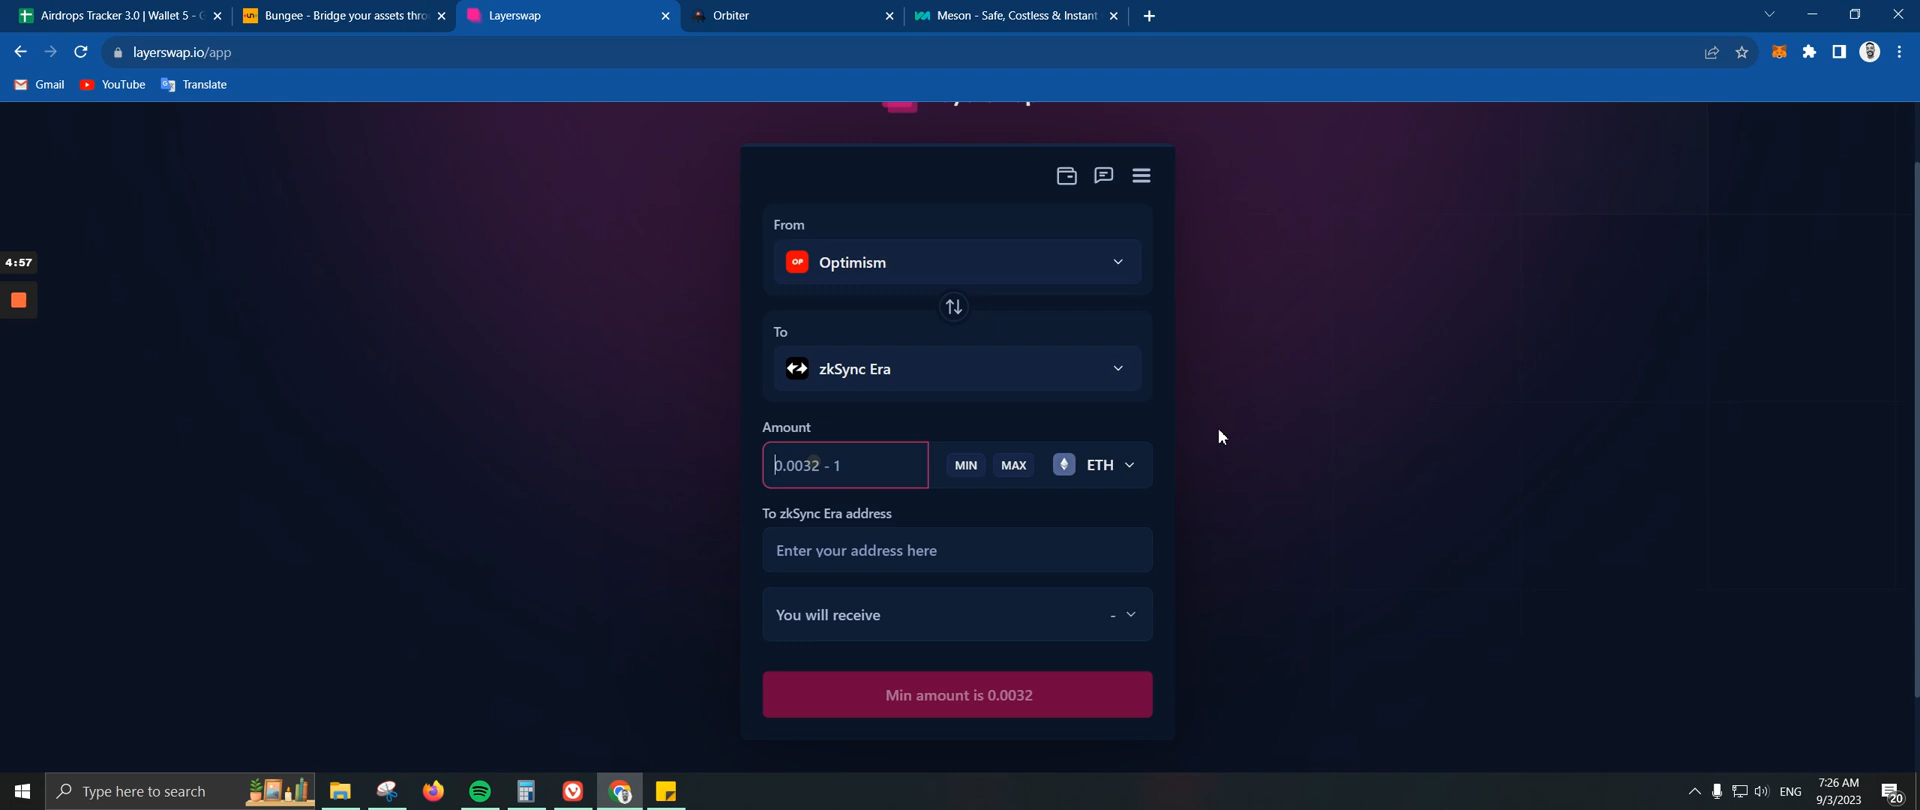 Airdrops Tracker 3.0 | Wallet 5 - G
Bungee - Bridge your assets thro
Layerswap
Orbiter
Meson - Safe, Costless & Instant
layerswap.io/app
Gmail
YouTube
Translate
4:57
From
OP
Optimism
To
zkSync Era
Amount
0.0032 - 1
MIN
MAX
ETH
To zkSync Era address
Enter your address here
You will receive
-
Min amount is 0.0032
Type here to search
ENG
7:26 AM
9/3/2023
20